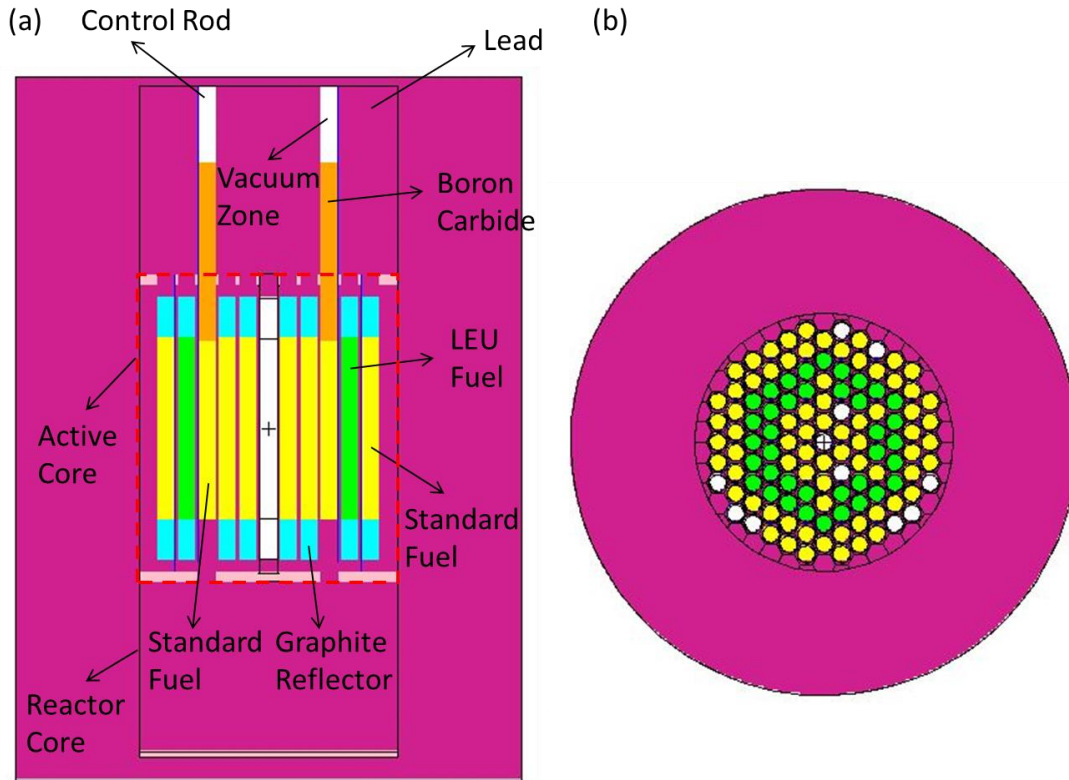 (a)
Control Rod
Lead
(b)
Vacuum
Zone
Boron
Carbide
LEU
Fuel
Active
Core
Standard
Fuel
Standard
Fuel
Graphite
Reflector
Reactor
Core